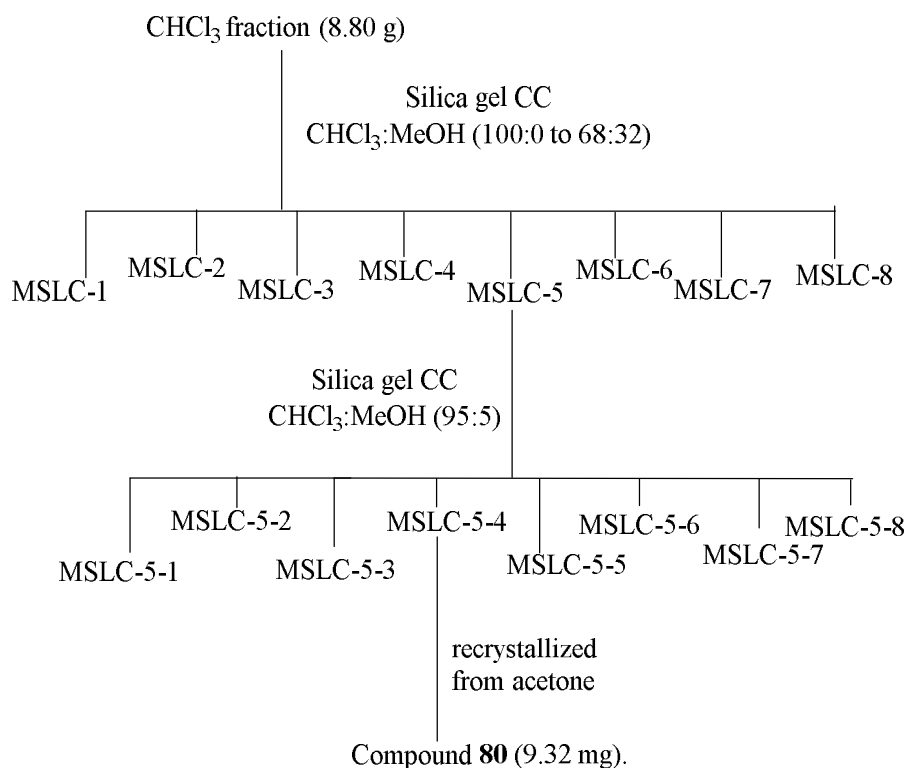 CHCl₃ fraction (8.80 g)
Silica gel CC
CHCl₃:MeOH (100:0 to 68:32)
MSLC-1
MSLC-2
MSLC-3
MSLC-4
MSLC-5
MSLC-6
MSLC-7
MSLC-8
Silica gel CC
CHCl₃:MeOH (95:5)
MSLC-5-1
MSLC-5-2
MSLC-5-3
MSLC-5-4
MSLC-5-5
MSLC-5-6
MSLC-5-7
MSLC-5-8
recrystallized
from acetone
Compound 80 (9.32 mg).